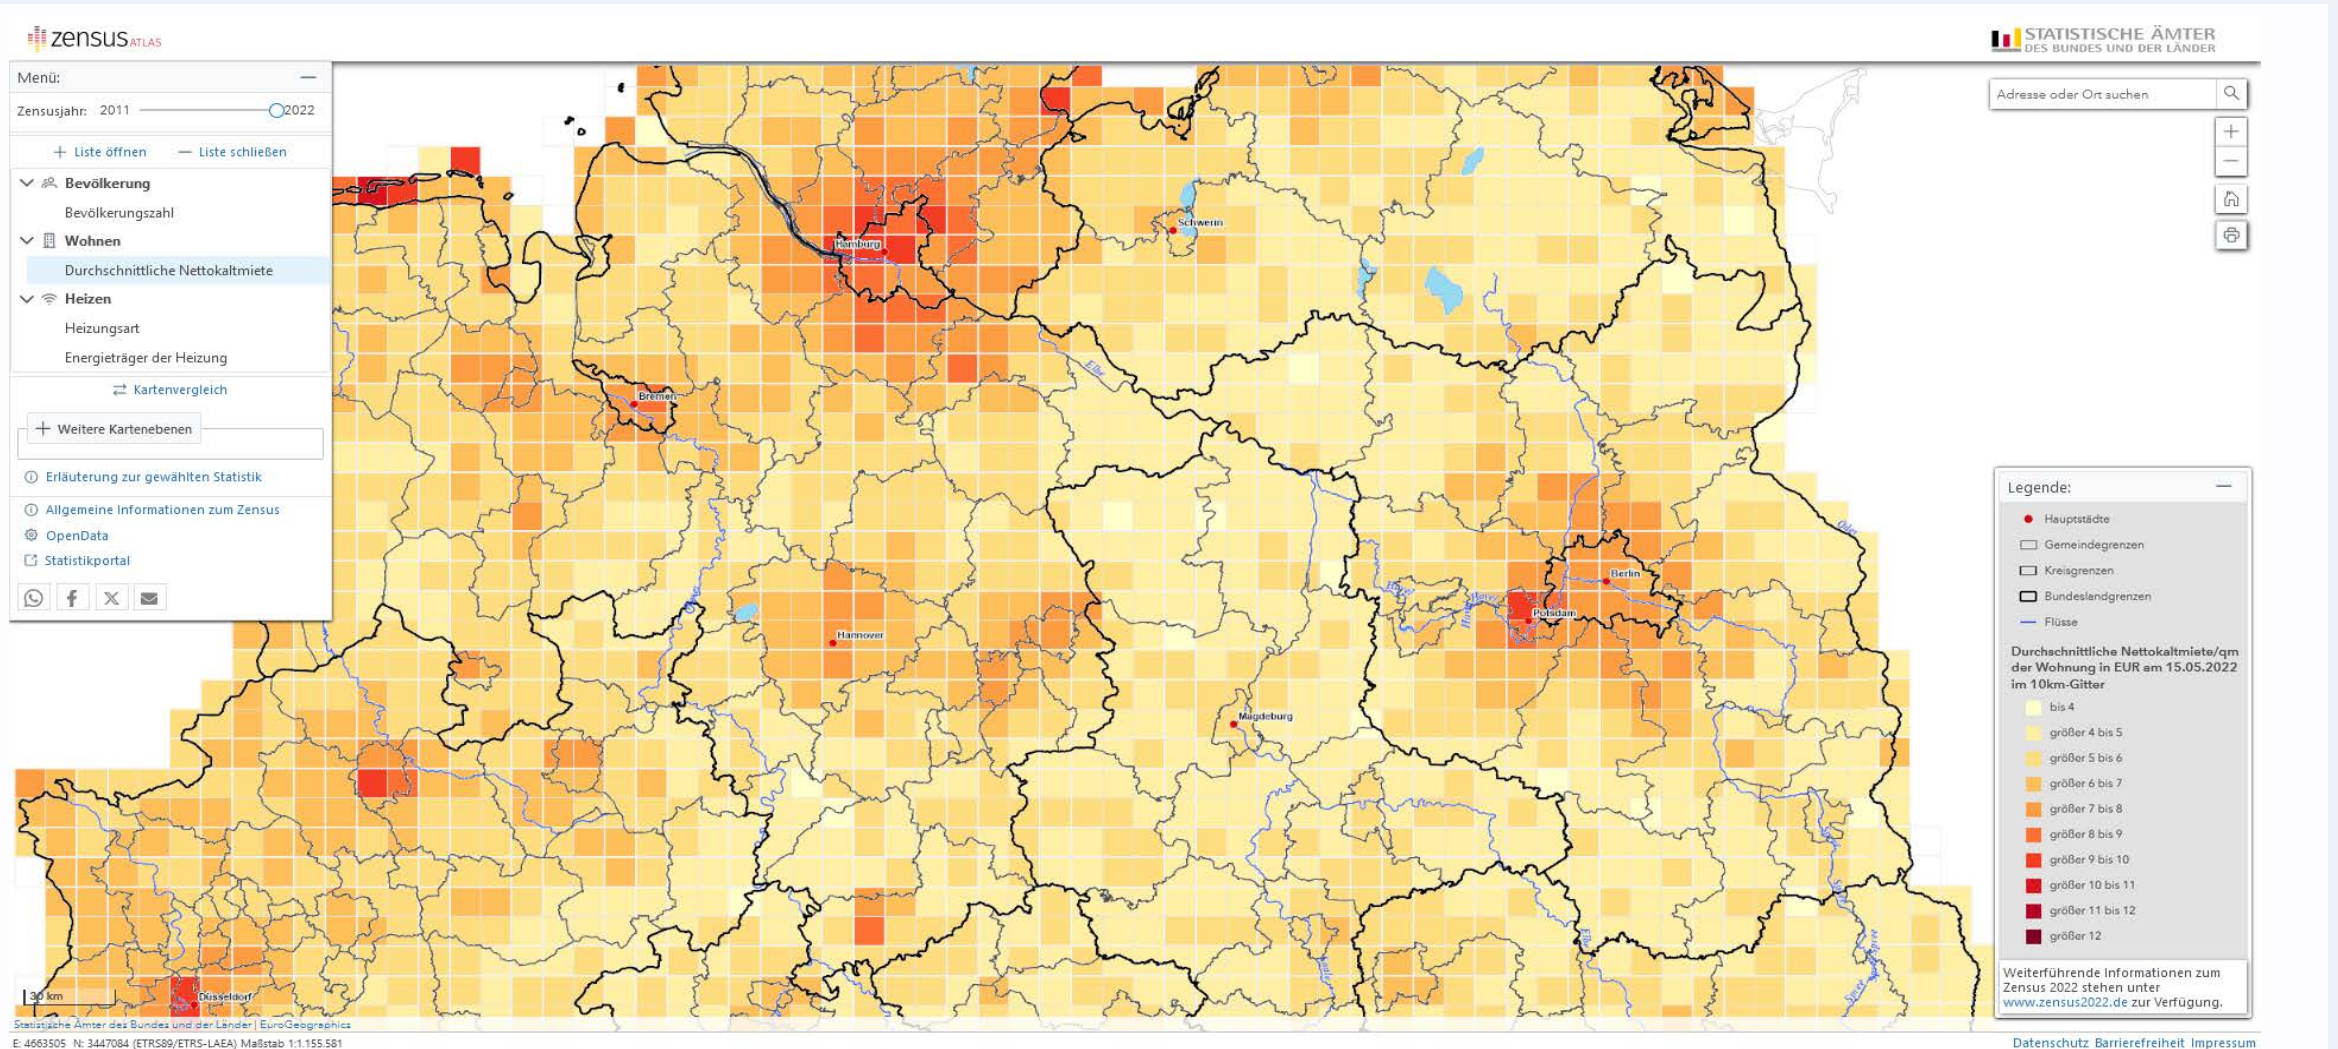 zensus ATLAS
STATISTISCHE ÄMTER
DES BUNDES UND DER LÄNDER
Menü:
Zensusjahr: 2011 2022
Liste öffnen
Liste schließen
Bevölkerung
Bevölkerungszahl
Wohnen
Durchschnittliche Nettokaltmiete
Heizen
Heizungsart
Energieträger der Heizung
Kartenvergleich
Weitere Kartenebenen
Erläuterung zur gewählten Statistik
Allgemeine Informationen zum Zensus
OpenData
Statistikportal
Adresse oder Ort suchen
Schwerin
Hamburg
Elbe
Bremen
Oder
Berlin
Havel
Potsdam
Hannover
Magdeburg
Elbe
Saale
Spree
Düsseldorf
30 km
Legende:
Hauptstädte
Gemeindegrenzen
Kreisgrenzen
Bundeslandgrenzen
Flüsse
Durchschnittliche Nettokaltmiete/qm
der Wohnung in EUR am 15.05.2022
im 10km-Gitter
bis 4
größer 4 bis 5
größer 5 bis 6
größer 6 bis 7
größer 7 bis 8
größer 8 bis 9
größer 9 bis 10
größer 10 bis 11
größer 11 bis 12
größer 12
Weiterführende Informationen zum
Zensus 2022 stehen unter
www.zensus2022.de zur Verfügung.
Statistische Ämter des Bundes und der Länder | EuroGeographics
E: 4663505 N: 3447084 (ETRS89/ETRS-LAEA) Maßstab 1:1.155.581
Datenschutz Barrierefreiheit Impressum